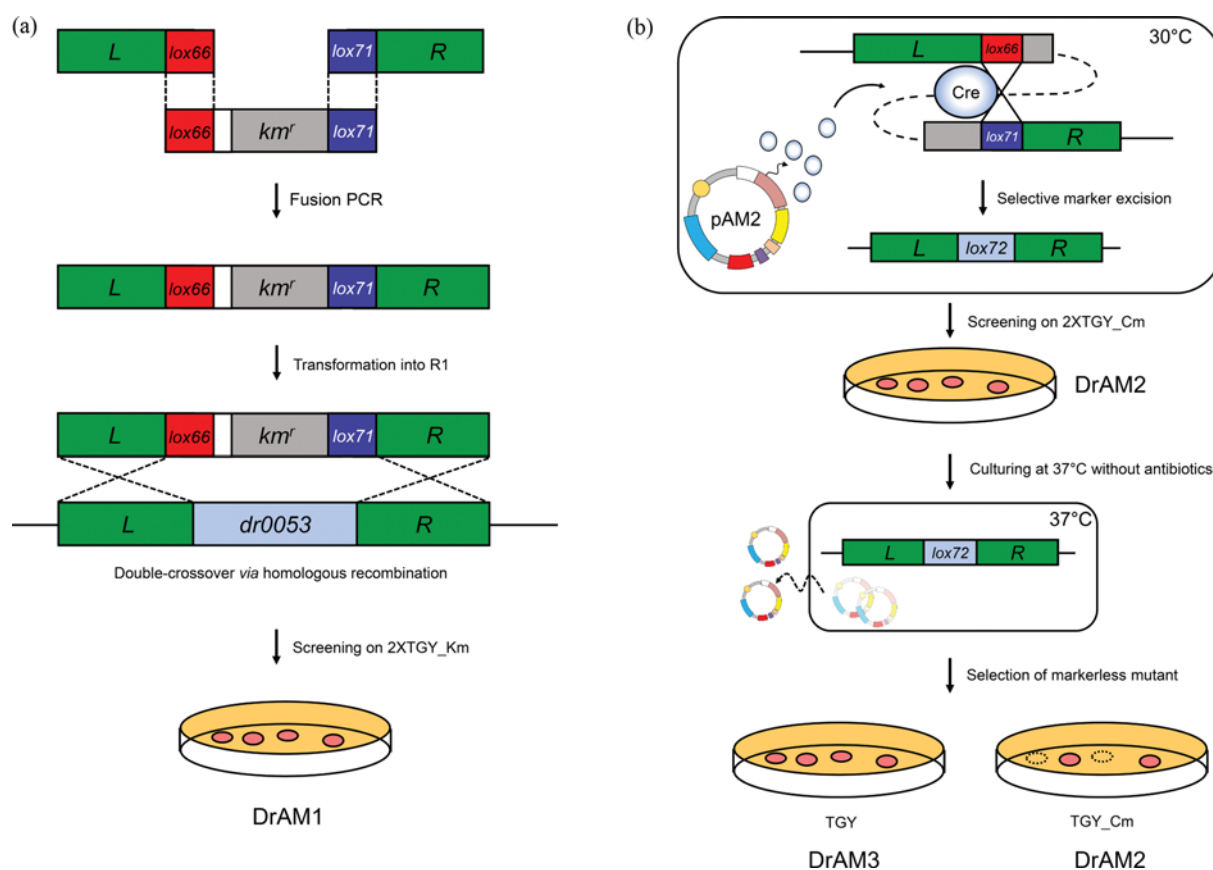 (a)
L lox66 lox71 R
lox66 kmʳ lox71
Fusion PCR
L lox66 kmʳ lox71 R
Transformation into R1
L lox66 kmʳ lox71 R
L dr0053 R
Double-crossover via homologous recombination
Screening on 2XTGY_Km
DrAM1
(b)
30°C
L lox66
Cre
lox71 R
pAM2
Selective marker excision
L lox72 R
Screening on 2XTGY_Cm
DrAM2
Culturing at 37°C without antibiotics
37°C
L lox72 R
Selection of markerless mutant
TGY TGY_Cm
DrAM3 DrAM2